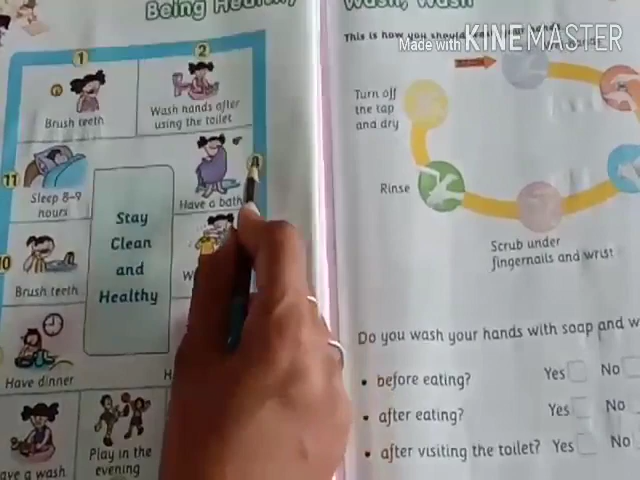 Being Healthy
1
2
Brush teeth
Wash hands after
using the toilet
11
Sleep 8–9
hours
Have a bath
Stay
Clean
and
Healthy
Brush teeth
Have dinner
Play in the
evening
Wash, Wash
This is how you should
Made with KINEMASTER
Turn off
the tap
and dry
Rinse
Scrub under
fingernails and wrist
Do you wash your hands with soap and
• before eating? Yes No
• after eating? Yes No
• after visiting the toilet? Yes No